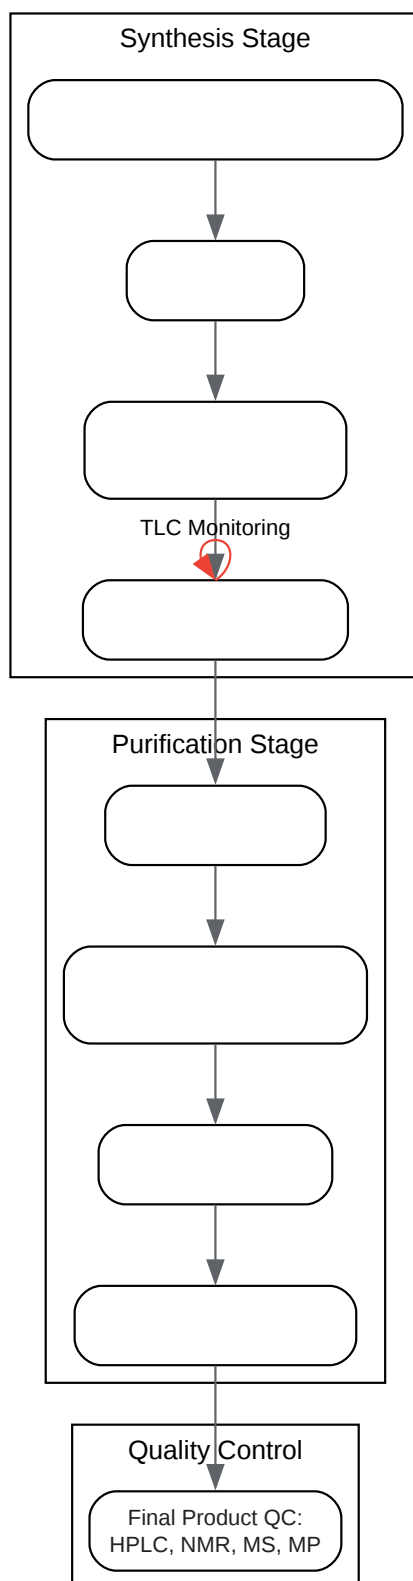 Synthesis Stage
TLC Monitoring
Purification Stage
Quality Control
Final Product QC:
HPLC, NMR, MS, MP